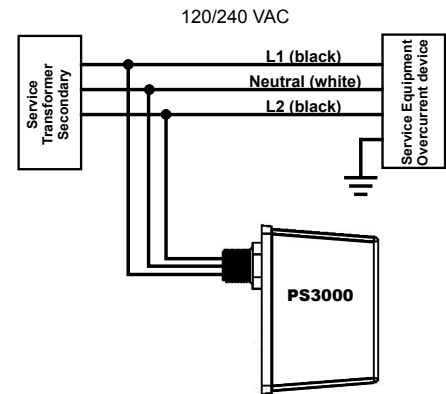 120/240 VAC
L1 (black)
Neutral (white)
L2 (black)
Service
Transformer
Secondary
Service Equipment
Overcurrent device
PS3000